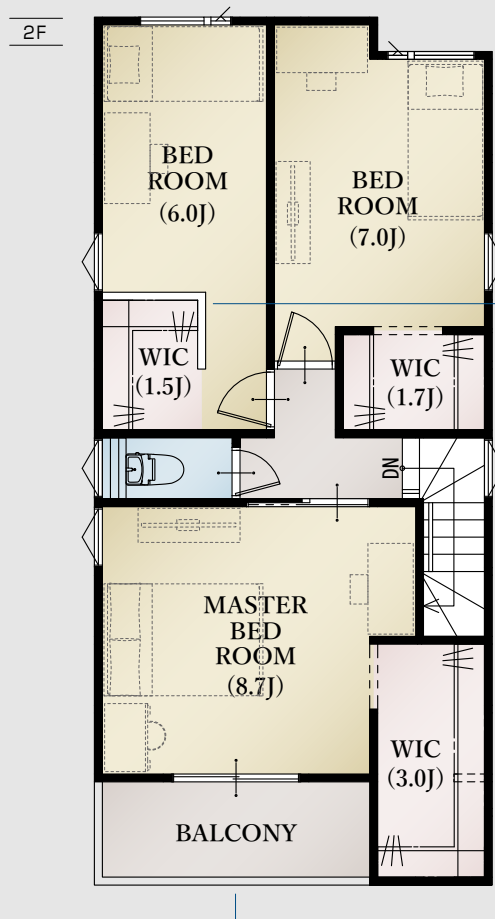 2F
BED
ROOM
(6.0J)
BED
ROOM
(7.0J)
WIC
(1.5J)
WIC
(1.7J)
DN
MASTER
BED
ROOM
(8.7J)
WIC
(3.0J)
BALCONY